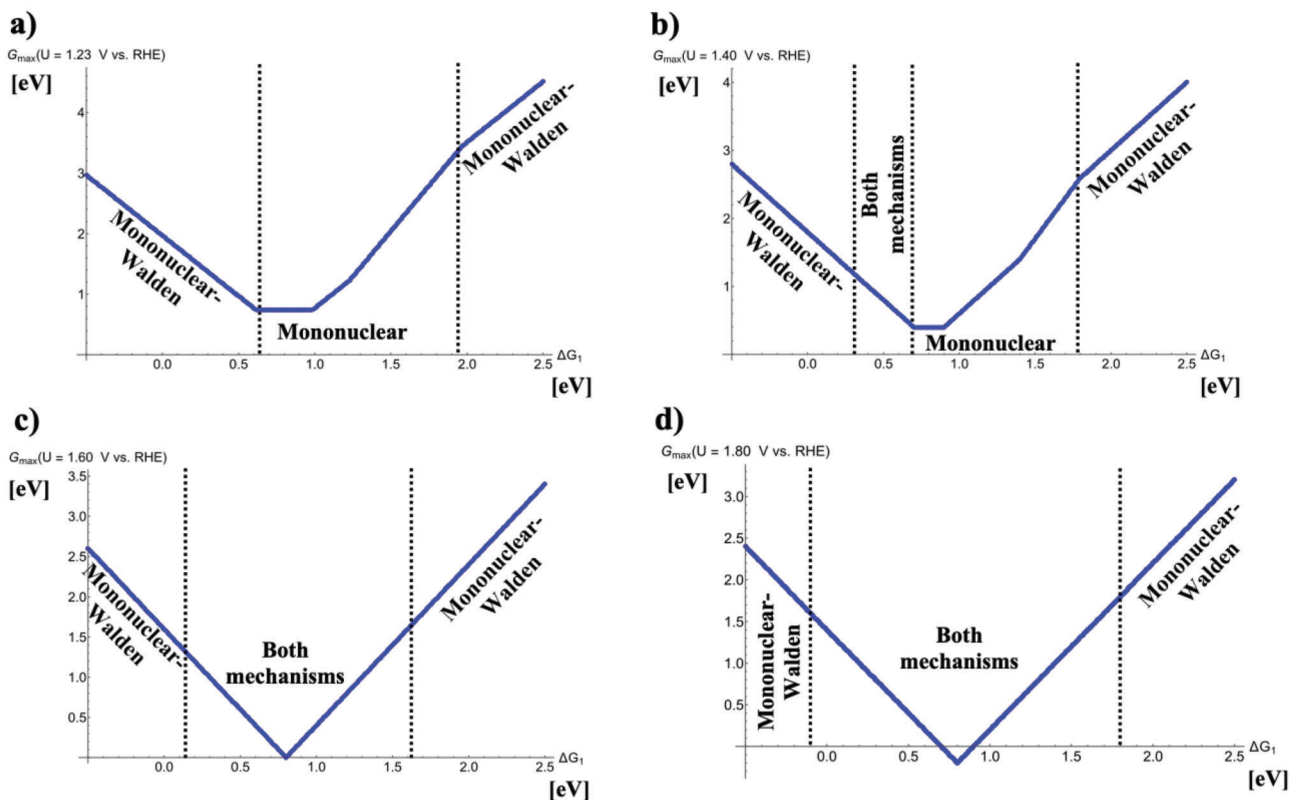 a)
G_max(U = 1.23 V vs. RHE)
[eV]
4
3
2
1
0.0 0.5 1.0 1.5 2.0 2.5
ΔG₁
[eV]
Mononuclear-
Walden
Mononuclear
Mononuclear-
Walden
b)
G_max(U = 1.40 V vs. RHE)
[eV]
4
3
2
1
0.0 0.5 1.0 1.5 2.0 2.5
ΔG₁
[eV]
Mononuclear-
Walden
Both
mechanisms
Mononuclear
Mononuclear-
Walden
c)
G_max(U = 1.60 V vs. RHE)
[eV]
3.5
3.0
2.5
2.0
1.5
1.0
0.5
0.0 0.5 1.0 1.5 2.0 2.5
ΔG₁
[eV]
Mononuclear-
Walden
Both
mechanisms
Mononuclear-
Walden
d)
G_max(U = 1.80 V vs. RHE)
[eV]
3.0
2.5
2.0
1.5
1.0
0.5
0.0 0.5 1.0 1.5 2.0 2.5
ΔG₁
[eV]
Mononuclear-
Walden
Both
mechanisms
Mononuclear-
Walden